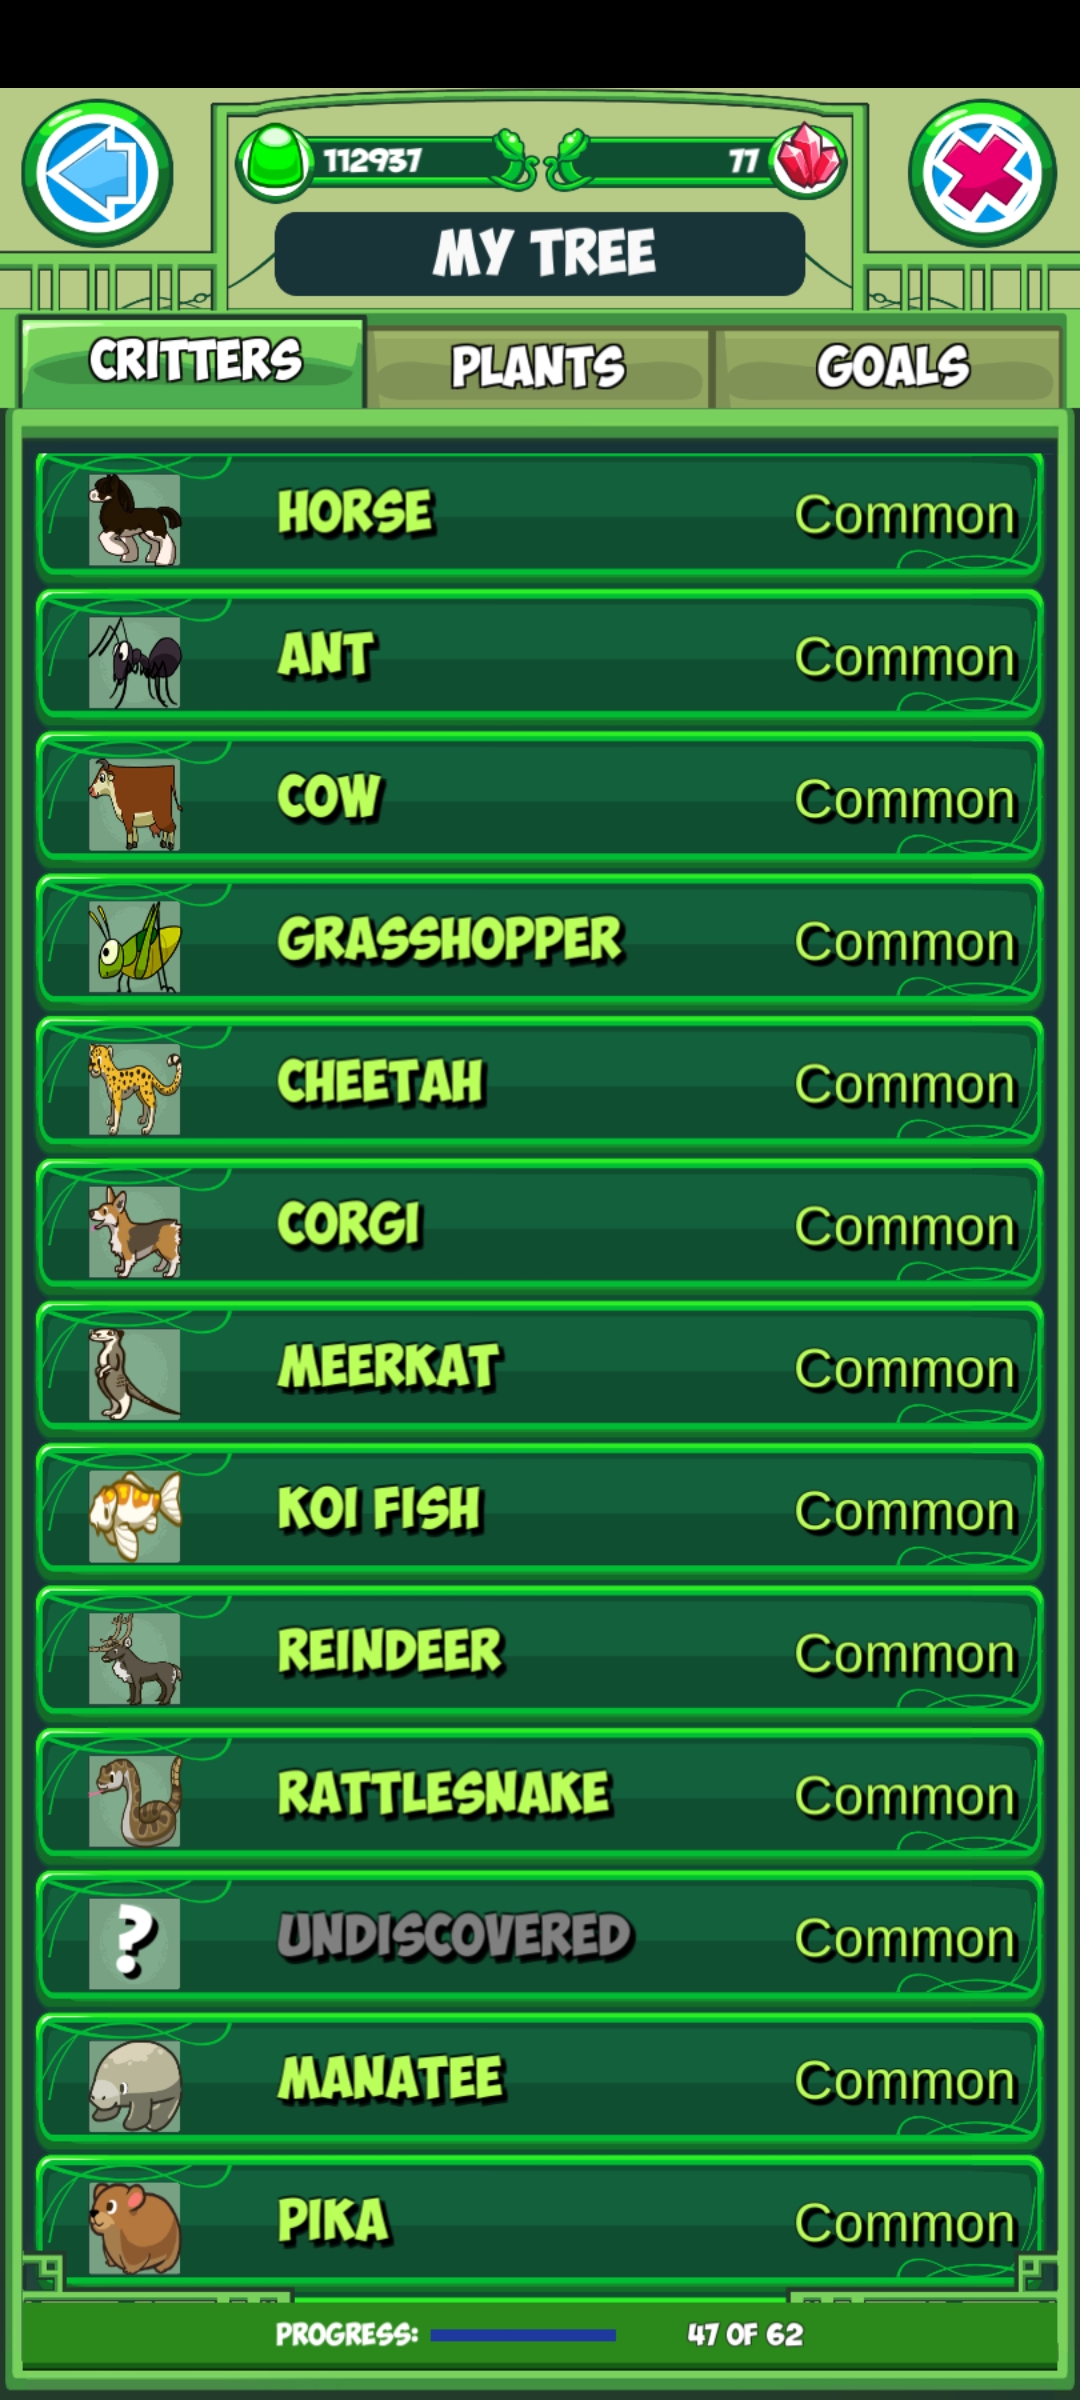 112937
77
MY TREE
CRITTERS PLANTS GOALS
HORSE Common
ANT Common
COW Common
GRASSHOPPER Common
CHEETAH Common
CORGI Common
MEERKAT Common
KOI FISH Common
REINDEER Common
RATTLESNAKE Common
? UNDISCOVERED Common
MANATEE Common
PIKA Common
PROGRESS: 47 OF 62